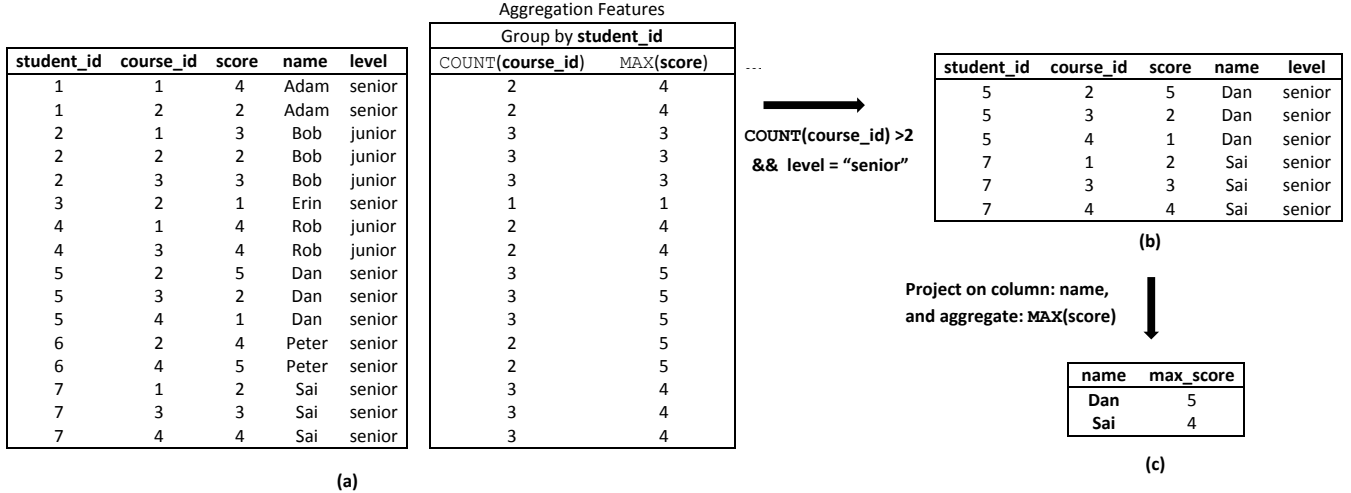 Aggregation Features
Group by student_id
student_id course_id score name level
COUNT(course_id) MAX(score)
1 1 4 Adam senior 2 4
1 2 2 Adam senior 2 4
2 1 3 Bob junior 3 3
2 2 2 Bob junior 3 3
2 3 3 Bob junior 3 3
3 2 1 Erin senior 1 1
4 1 4 Rob junior 2 4
4 3 4 Rob junior 2 4
5 2 5 Dan senior 3 5
5 3 2 Dan senior 3 5
5 4 1 Dan senior 3 5
6 2 4 Peter senior 2 5
6 4 5 Peter senior 2 5
7 1 2 Sai senior 3 4
7 3 3 Sai senior 3 4
7 4 4 Sai senior 3 4
(a)
...
COUNT(course_id) >2
&& level = “senior”
student_id course_id score name level
5 2 5 Dan senior
5 3 2 Dan senior
5 4 1 Dan senior
7 1 2 Sai senior
7 3 3 Sai senior
7 4 4 Sai senior
(b)
Project on column: name,
and aggregate: MAX(score)
name max_score
Dan 5
Sai 4
(c)